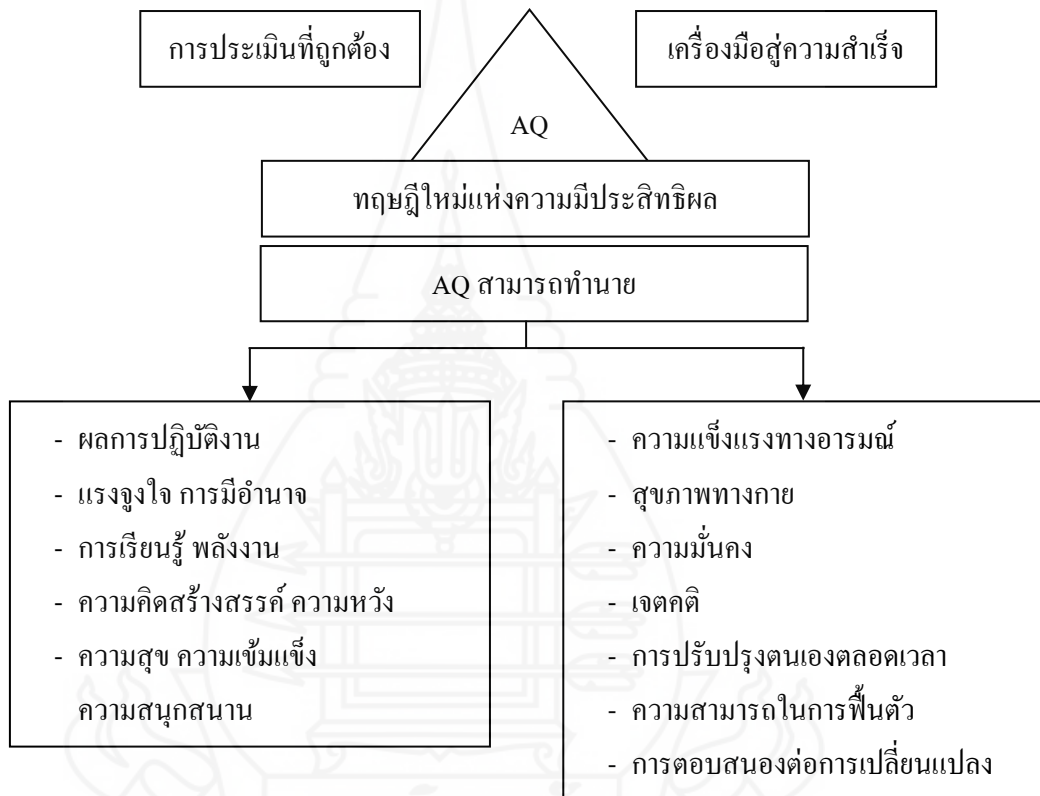 การประเมินที่ถูกต้อง
เครื่องมือสู่ความสำเร็จ
AQ
ทฤษฎีใหม่แห่งความมีประสิทธิผล
AQ สามารถทำนาย
- ผลการปฏิบัติงาน
- แรงจูงใจ การมีอำนาจ
- การเรียนรู้ พลังงาน
- ความคิดสร้างสรรค์ ความหวัง
- ความสุข ความเข้มแข็ง
ความสนุกสนาน
- ความแข็งแรงทางอารมณ์
- สุขภาพทางกาย
- ความมั่นคง
- เจตคติ
- การปรับปรุงตนเองตลอดเวลา
- ความสามารถในการฟื้นตัว
- การตอบสนองต่อการเปลี่ยนแปลง